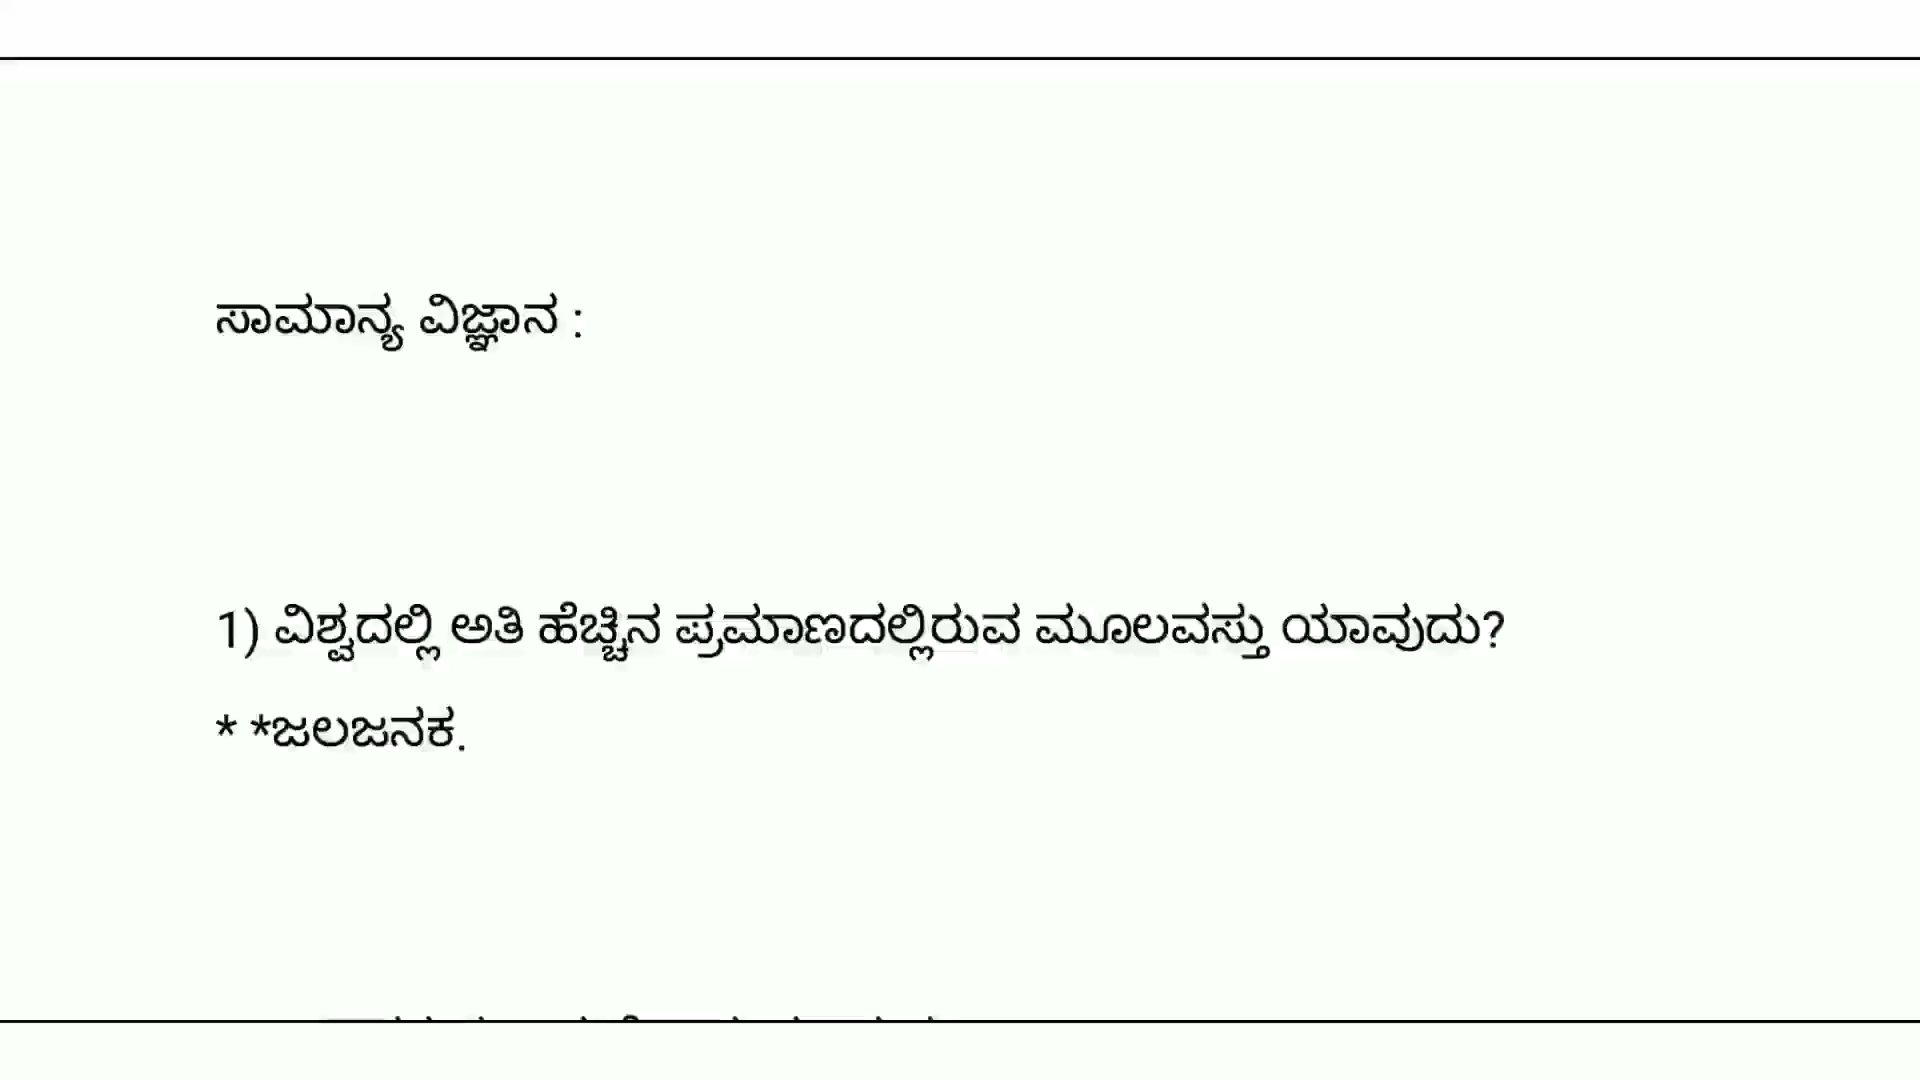 ಸಾಮಾನ್ಯ ವಿಜ್ಞಾನ :
1) ವಿಶ್ವದಲ್ಲಿ ಅತಿ ಹೆಚ್ಚಿನ ಪ್ರಮಾಣದಲ್ಲಿರುವ ಮೂಲವಸ್ತು ಯಾವುದು?
* *ಜಲಜನಕ.